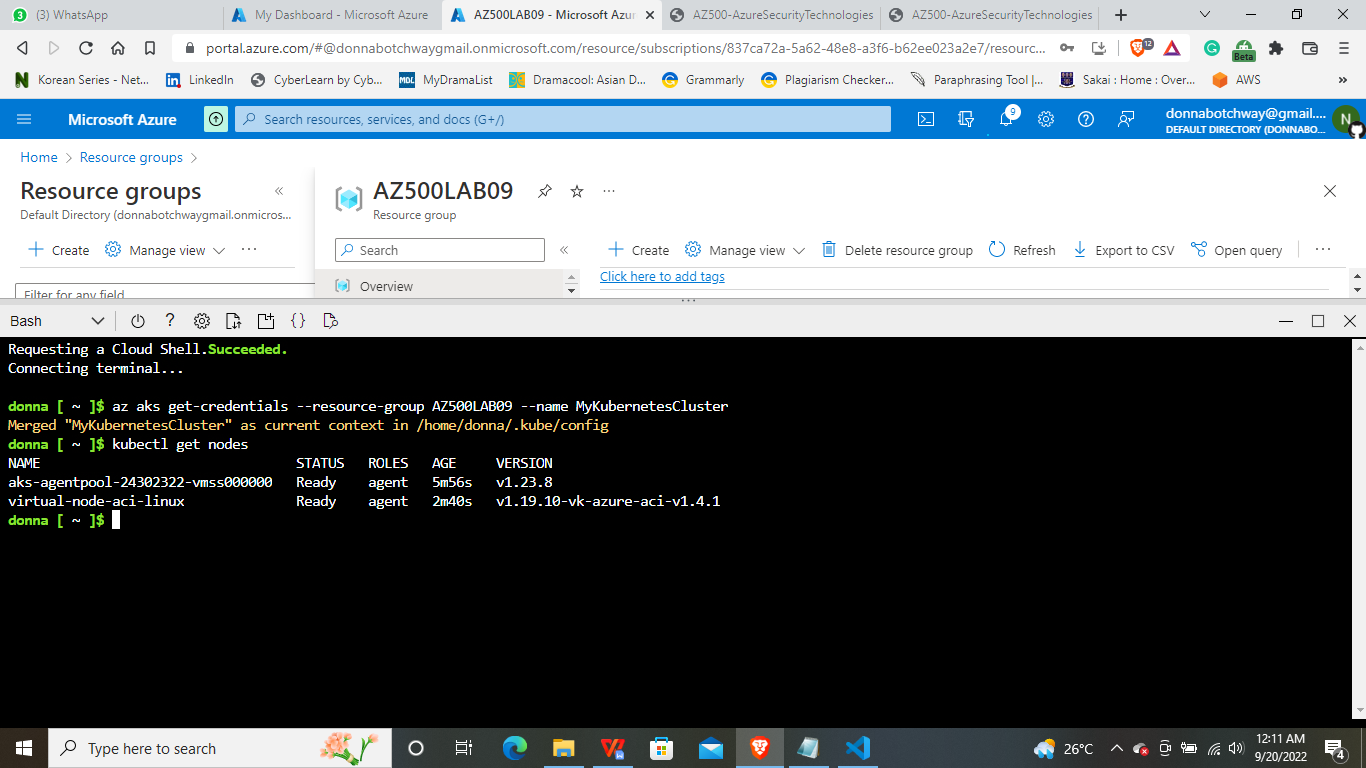 (3) WhatsApp
My Dashboard - Microsoft Azure
AZ500LAB09 - Microsoft Azur
AZ500-AzureSecurityTechnologies
AZ500-AzureSecurityTechnologies
portal.azure.com/#@donnabotchwaygmail.onmicrosoft.com/resource/subscriptions/837ca72a-5a62-48e8-a3f6-b62ee023a2e7/resourc...
12
Beta
Korean Series - Net...
LinkedIn
CyberLearn by Cyb...
MDL MyDramaList
Dramacool: Asian D...
Grammarly
Plagiarism Checker...
Paraphrasing Tool |...
Sakai : Home : Over...
AWS
Microsoft Azure
Search resources, services, and docs (G+/)
9
donnabotchway@gmail....
DEFAULT DIRECTORY (DONNABO...
N
Home > Resource groups >
Resource groups
Default Directory (donnabotchwaygmail.onmicros...
Create Manage view ...
Filter for any field
AZ500LAB09 ...
Resource group
Search
Overview
Create Manage view Delete resource group Refresh Export to CSV Open query ...
Click here to add tags
Bash
Requesting a Cloud Shell.Succeeded.
Connecting terminal...
donna [ ~ ]$ az aks get-credentials --resource-group AZ500LAB09 --name MyKubernetesCluster
Merged "MyKubernetesCluster" as current context in /home/donna/.kube/config
donna [ ~ ]$ kubectl get nodes
NAME STATUS ROLES AGE VERSION
aks-agentpool-24302322-vmss000000 Ready agent 5m56s v1.23.8
virtual-node-aci-linux Ready agent 2m40s v1.19.10-vk-azure-aci-v1.4.1
donna [ ~ ]$
Type here to search
26°C
12:11 AM
9/20/2022
4